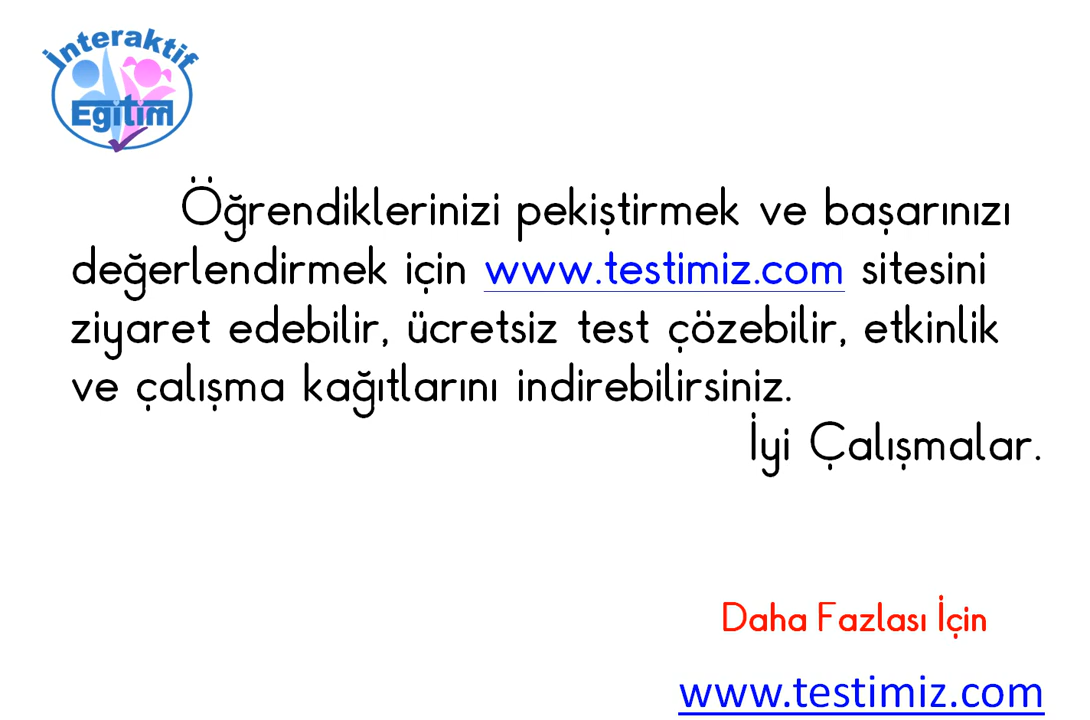 İnteraktif
Eğitim
Öğrendiklerinizi pekiştirmek ve başarınızı
değerlendirmek için www.testimiz.com sitesini
ziyaret edebilir, ücretsiz test çözebilir, etkinlik
ve çalışma kağıtlarını indirebilirsiniz.
İyi Çalışmalar.
Daha Fazlası İçin
www.testimiz.com